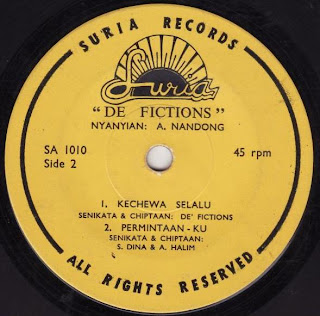 SURIA RECORDS
Suria
"DE FICTIONS"
NYANYIAN: A. NANDONG
SA 1010
Side 2
45 rpm
1. KECHEWA SELALU
SENIKATA & CHIPTAAN: DE' FICTIONS
2. PERMINTAAN-KU
SENIKATA & CHIPTAAN:
S. DINA & A. HALIM
ALL RIGHTS RESERVED